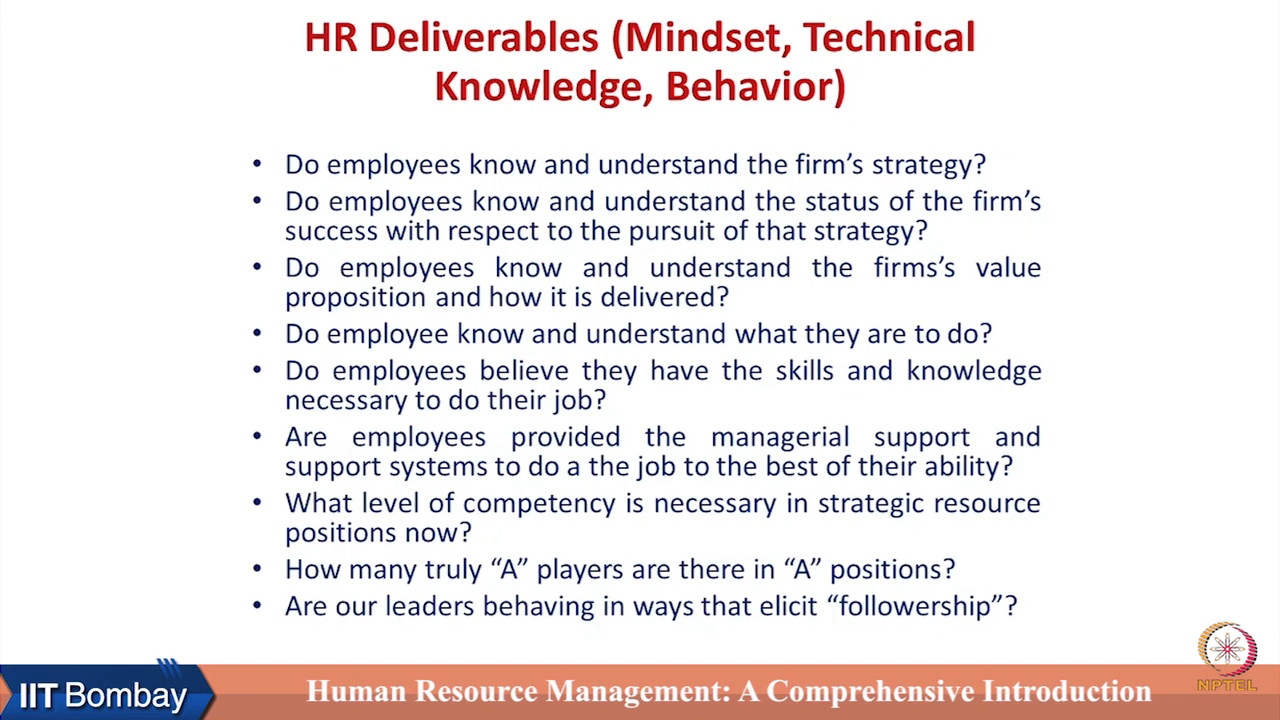 HR Deliverables (Mindset, Technical
Knowledge, Behavior)
• Do employees know and understand the firm’s strategy?
• Do employees know and understand the status of the firm’s
success with respect to the pursuit of that strategy?
• Do employees know and understand the firms’s value
proposition and how it is delivered?
• Do employee know and understand what they are to do?
• Do employees believe they have the skills and knowledge
necessary to do their job?
• Are employees provided the managerial support and
support systems to do a the job to the best of their ability?
• What level of competency is necessary in strategic resource
positions now?
• How many truly “A” players are there in “A” positions?
• Are our leaders behaving in ways that elicit “followership”?
NPTEL
IIT Bombay
Human Resource Management: A Comprehensive Introduction